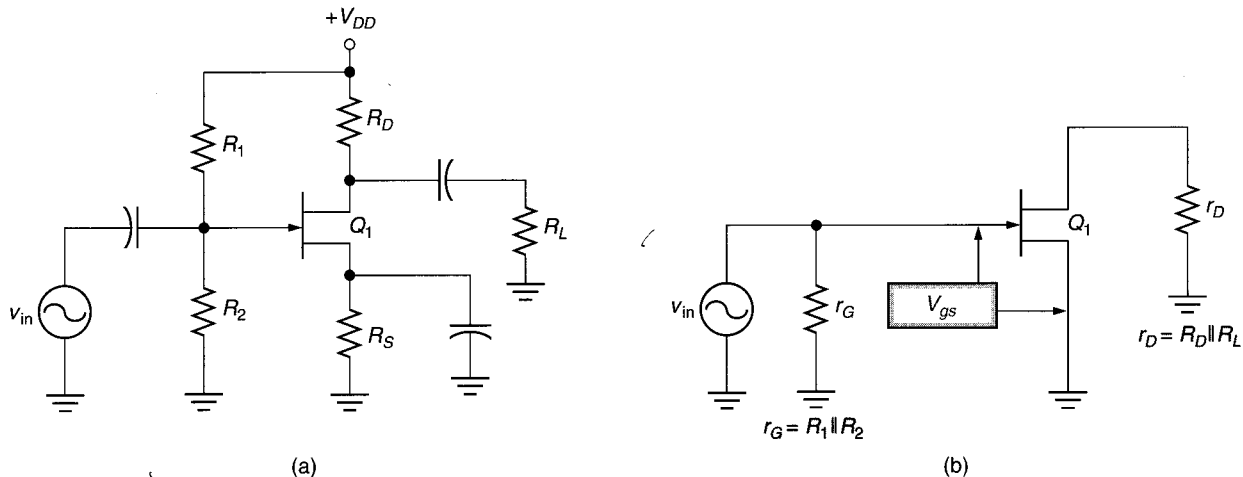 +V_DD
R_1
R_D
Q_1
R_L
v_in
R_2
R_S
(a)
v_in
r_G
V_gs
Q_1
r_D
r_D = R_D || R_L
r_G = R_1 || R_2
(b)